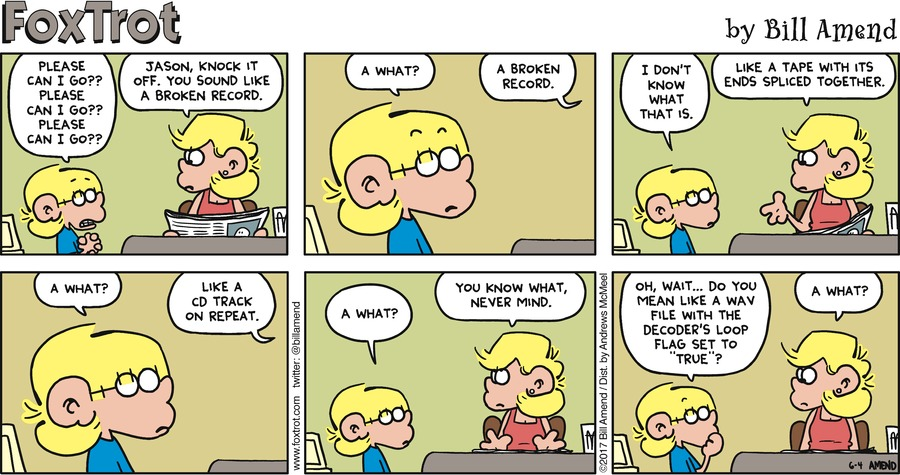 FOXTROT
by Bill Amend
PLEASE
CAN I GO??
PLEASE
CAN I GO??
PLEASE
CAN I GO??
JASON, KNOCK IT
OFF. YOU SOUND LIKE
A BROKEN RECORD.
A WHAT?
A BROKEN
RECORD.
I DON'T
KNOW
WHAT
THAT IS.
LIKE A TAPE WITH ITS
ENDS SPLICED TOGETHER.
A WHAT?
LIKE A
CD TRACK
ON REPEAT.
www.foxtrot.com twitter: @billamend
A WHAT?
YOU KNOW WHAT,
NEVER MIND.
©2017 Bill Amend / Dist. by Andrews McMeel
OH, WAIT... DO YOU
MEAN LIKE A WAV
FILE WITH THE
DECODER'S LOOP
FLAG SET TO
"TRUE"?
A WHAT?
6-4 AMEND